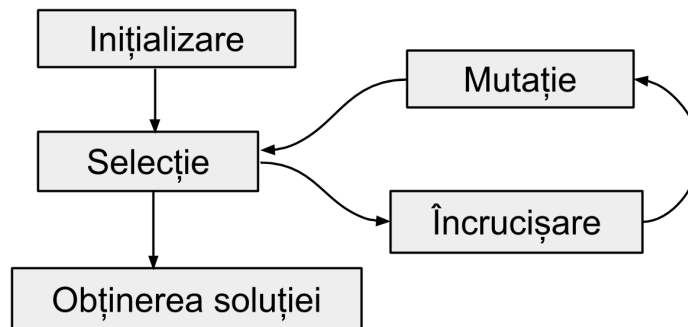 Inițializare
Mutație
Selecție
Încrucișare
Obținerea soluției